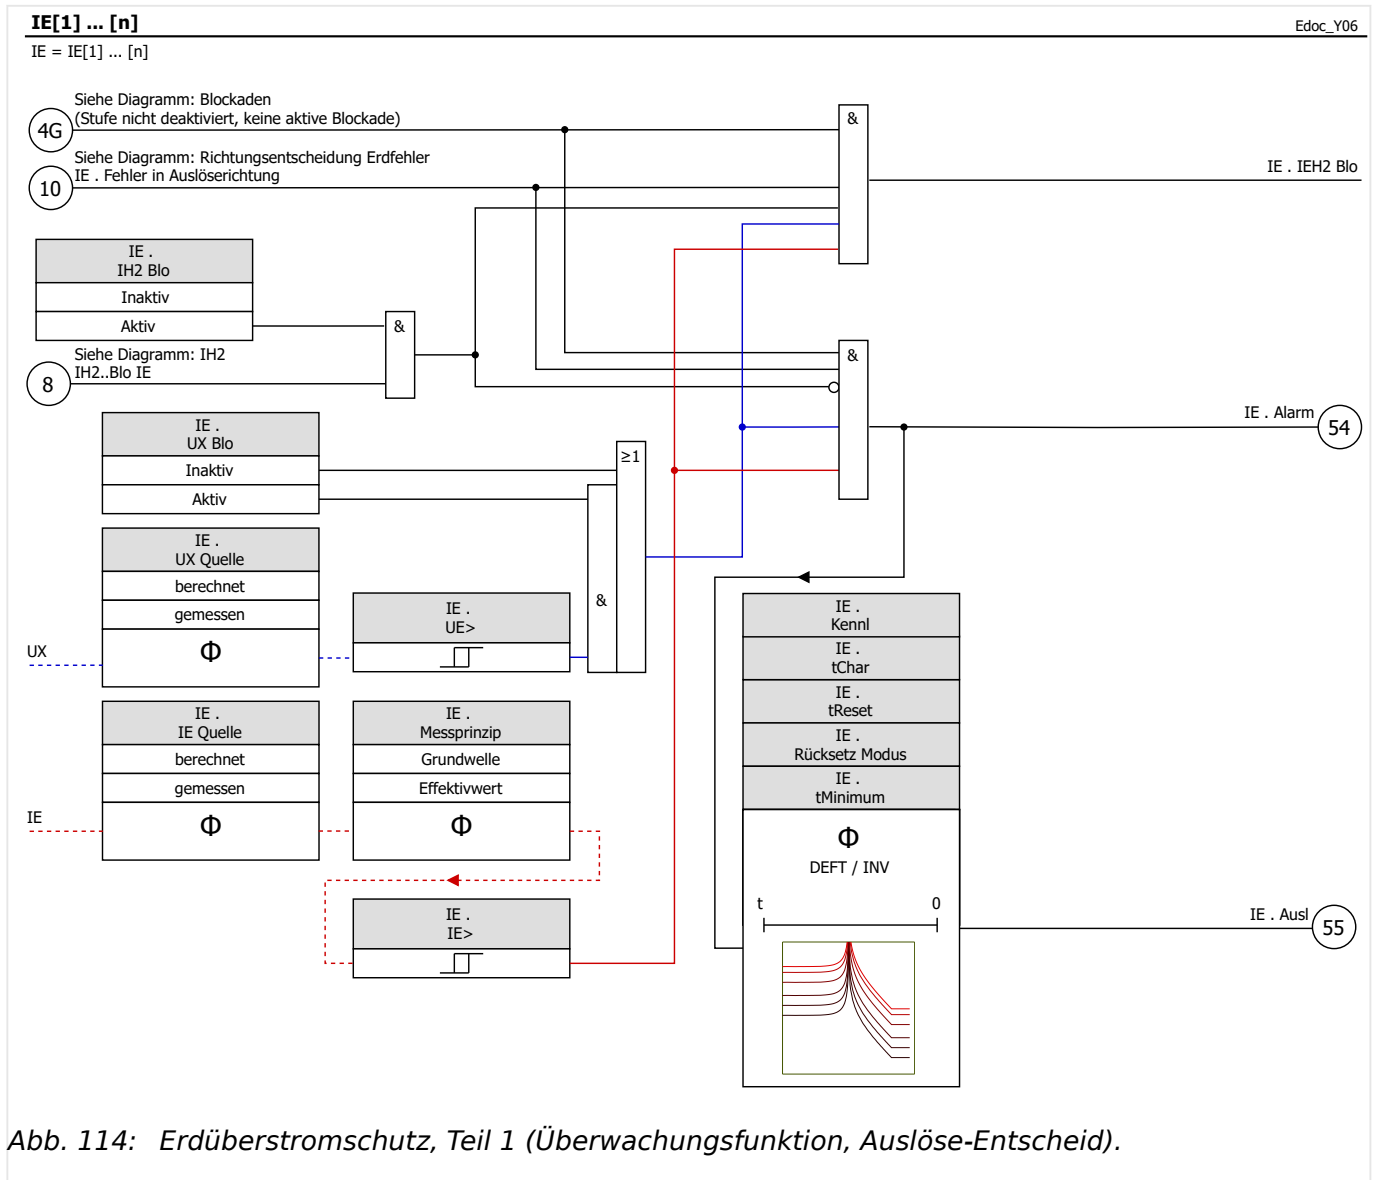 IE[1] ... [n]
Edoc_Y06
IE = IE[1] ... [n]
Siehe Diagramm: Blockaden
(Stufe nicht deaktiviert, keine aktive Blockade)
4G
&
Siehe Diagramm: Richtungsentscheidung Erdfehler
IE . Fehler in Auslöserichtung
10
IE . IEH2 Blo
IE .
IH2 Blo
Inaktiv
Aktiv
&
Siehe Diagramm: IH2
IH2..Blo IE
8
&
IE . Alarm
54
IE .
UX Blo
Inaktiv
Aktiv
≥1
&
IE .
UX Quelle
berechnet
gemessen
Φ
UX
IE .
UE>
IE .
IE Quelle
berechnet
gemessen
Φ
IE
IE .
Messprinzip
Grundwelle
Effektivwert
Φ
IE .
IE>
IE .
Kennl
IE .
tChar
IE .
tReset
IE .
Rücksetz Modus
IE .
tMinimum
Φ
DEFT / INV
t
0
IE . Ausl
55
Abb. 114: Erdüberstromschutz, Teil 1 (Überwachungsfunktion, Auslöse-Entscheid).